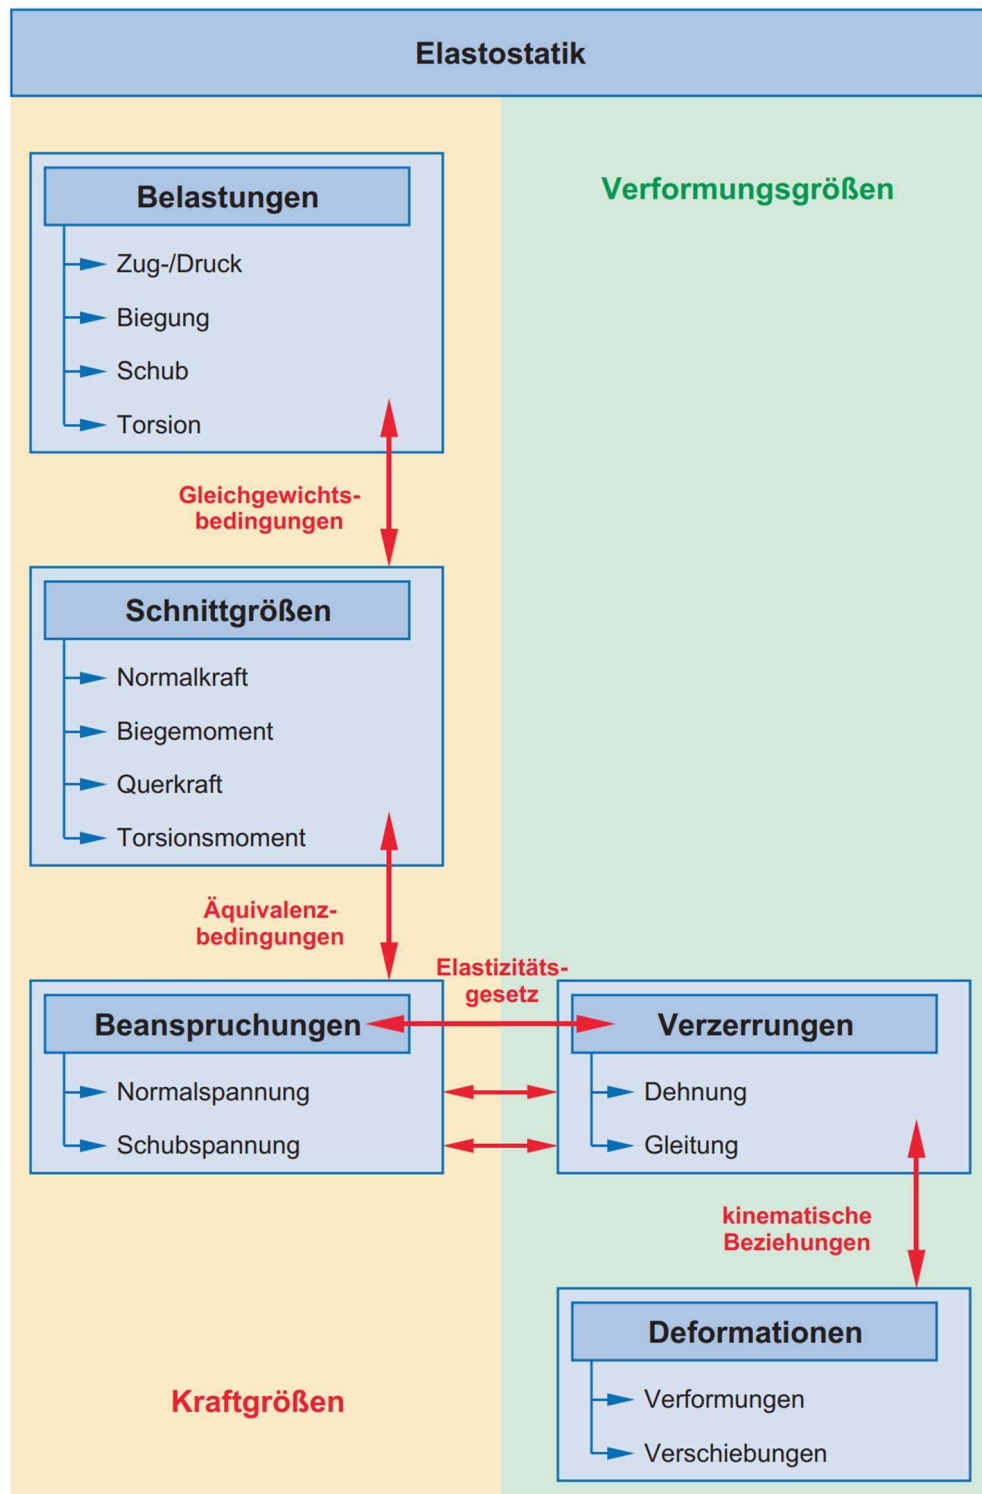 Elastostatik
Belastungen
Verformungsgrößen
Zug-/Druck
Biegung
Schub
Torsion
Gleichgewichts-
bedingungen
Schnittgrößen
Normalkraft
Biegemoment
Querkraft
Torsionsmoment
Äquivalenz-
bedingungen
Elastizitäts-
gesetz
Beanspruchungen
Verzerrungen
Normalspannung
Dehnung
Schubspannung
Gleitung
kinematische
Beziehungen
Deformationen
Kraftgrößen
Verformungen
Verschiebungen